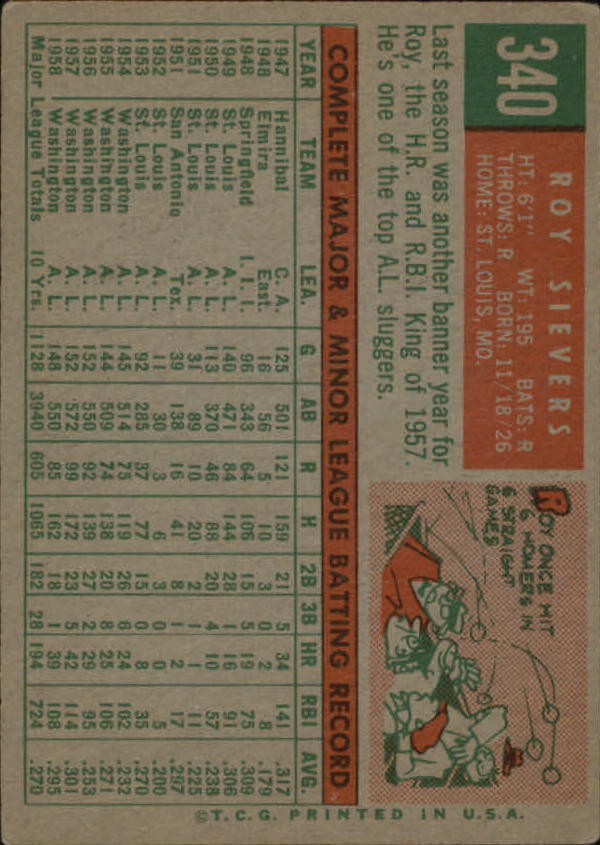 340
ROY SIEVERS
HT: 6'1" WT: 195 BATS: R
THROWS: R BORN: 11/18/26
HOME: ST. LOUIS, MO.
Last season was another banner year for
Roy, the H.R. and R.B.I. King of 1957.
He's one of the top A.L. sluggers.
ROY ONCE HIT
6 HOMERS IN
6 STRAIGHT
GAMES
COMPLETE MAJOR & MINOR LEAGUE BATTING RECORD
YEAR TEAM LEA. G AB R H 2B 3B HR RBI AVG.
1947 Hannibal C. A. 125 501 121 159 21 5 34 141 .317
1948 Elmira East. 16 56 5 10 3 0 2 8 .179
1948 Springfield I. I. I. 96 343 64 106 15 5 19 75 .309
1949 St. Louis A. L. 140 471 84 144 28 1 16 91 .306
1950 St. Louis A. L. 113 370 46 88 20 4 10 57 .238
1951 St. Louis A. L. 31 89 10 20 2 1 1 11 .225
1951 San Antonio Tex. 39 138 16 41 8 1 2 17 .297
1952 St. Louis A. L. 11 30 3 6 3 0 0 5 .200
1953 St. Louis A. L. 92 285 37 77 15 0 8 35 .270
1954 Washington A. L. 145 514 75 119 26 6 24 102 .232
1955 Washington A. L. 144 509 74 138 20 8 25 106 .271
1956 Washington A. L. 152 550 92 139 27 2 29 95 .253
1957 Washington A. L. 152 572 99 172 23 5 42 114 .301
1958 Washington A. L. 148 550 85 162 18 1 39 108 .295
Major League Totals 10 Yrs. 1128 3940 605 1065 182 28 194 724 .270
©T.C.G. PRINTED IN U.S.A.